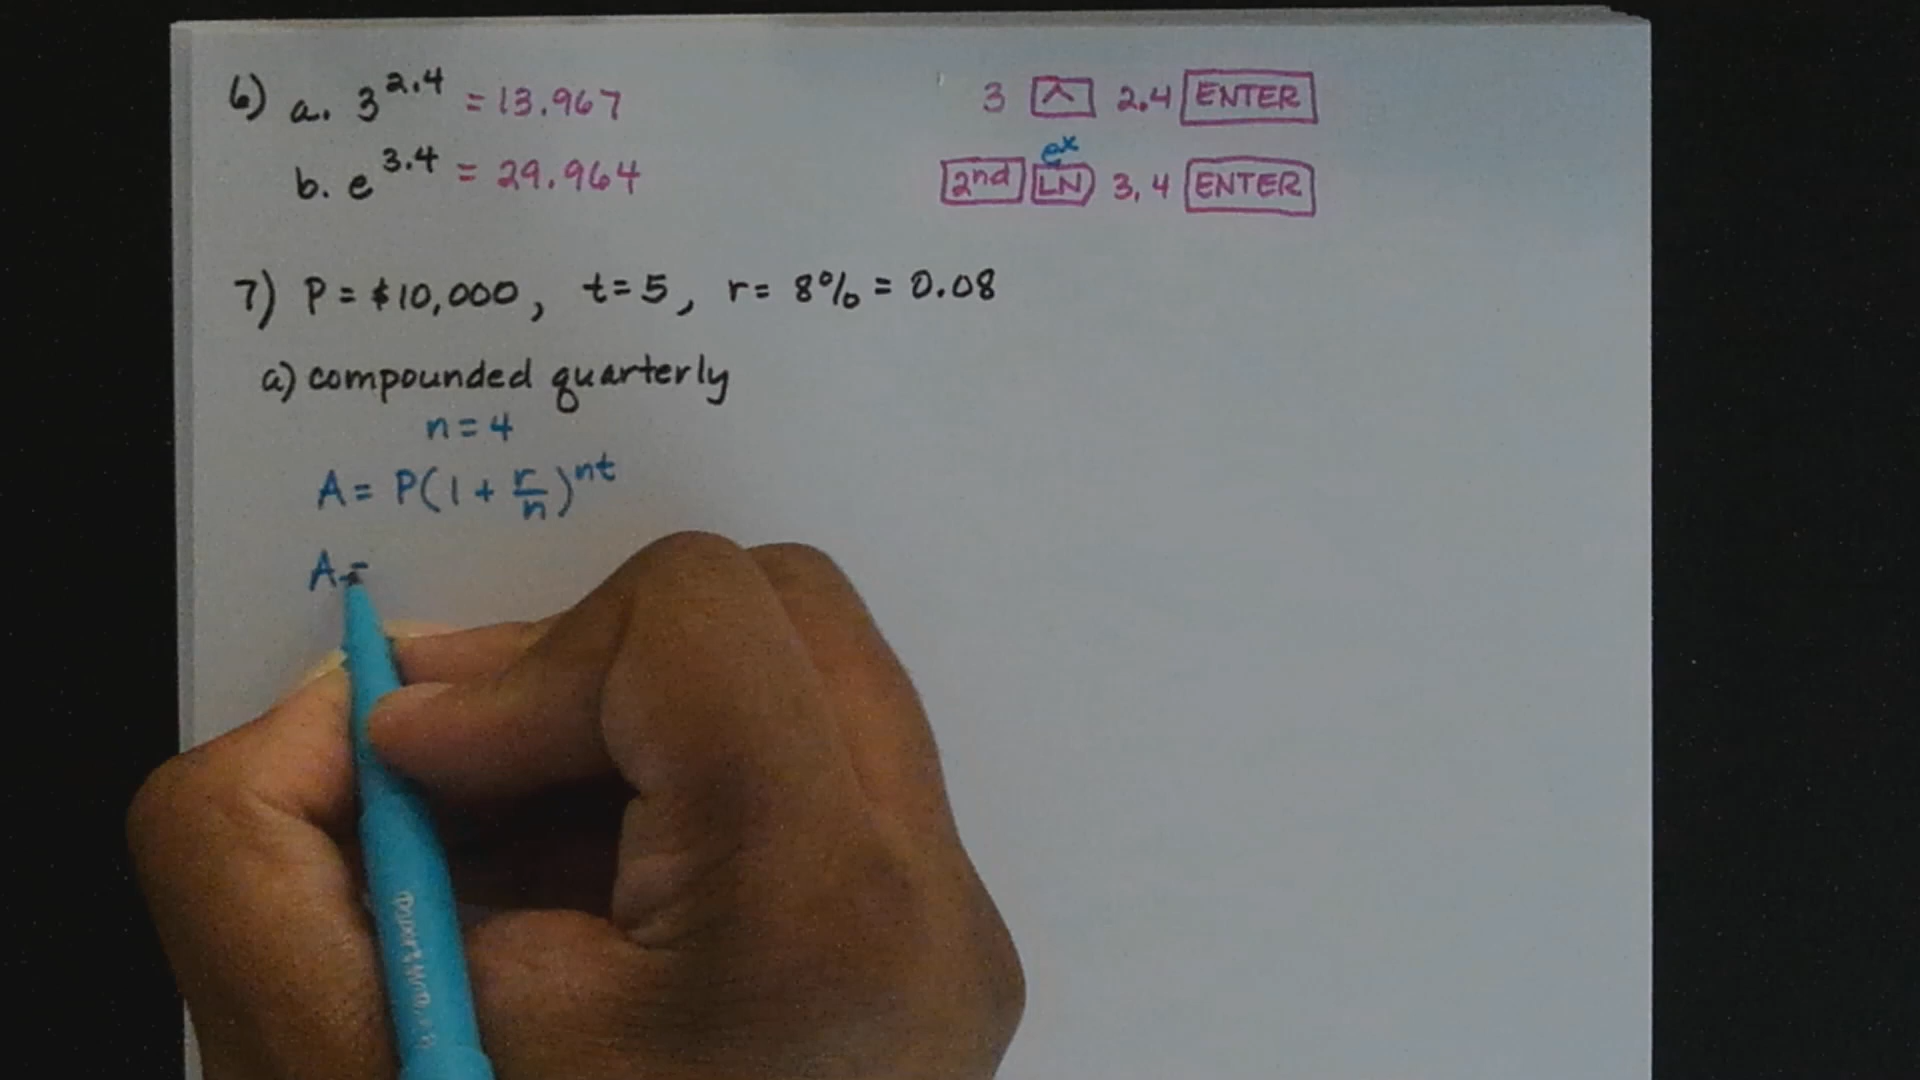 6) a. 3^2.4 = 13.967 3 ^ 2.4 ENTER
e^x
b. e^3.4 = 29.964 2nd LN 3.4 ENTER
7) P = $10,000, t = 5, r = 8% = 0.08
a) compounded quarterly
n = 4
A = P(1 + r/n)^nt
A =
PaperMate